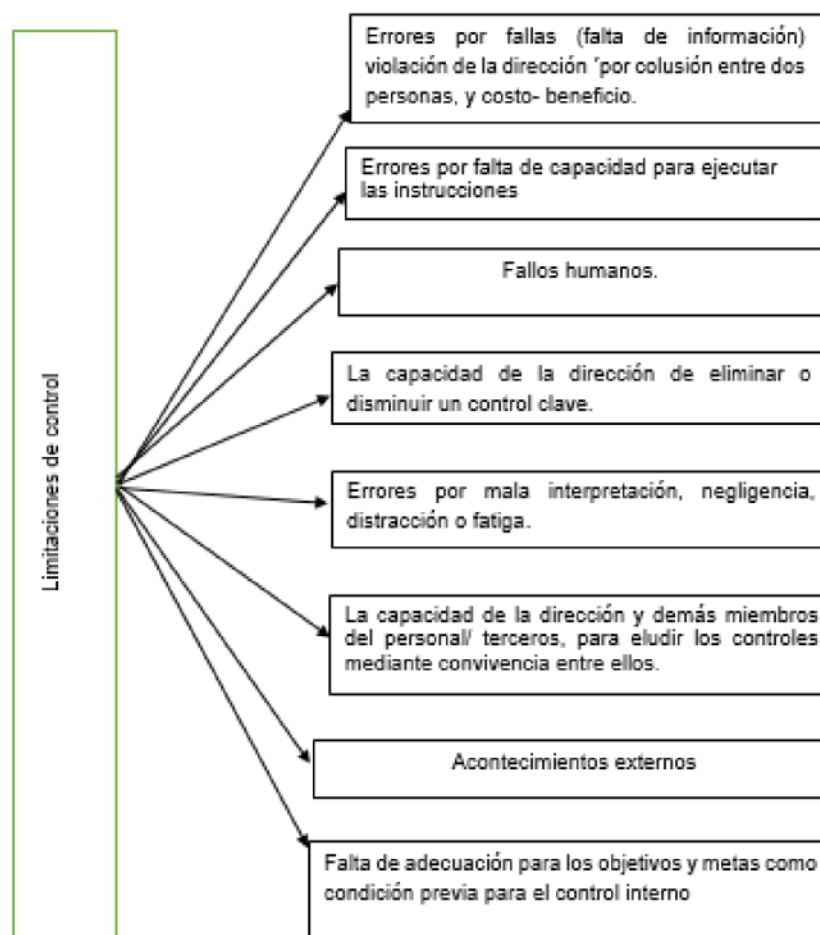 Limitaciones de control
Errores por fallas (falta de información)
violación de la dirección ´por colusión entre dos
personas, y costo- beneficio.
Errores por falta de capacidad para ejecutar
las instrucciones
Fallos humanos.
La capacidad de la dirección de eliminar o
disminuir un control clave.
Errores por mala interpretación, negligencia,
distracción o fatiga.
La capacidad de la dirección y demás miembros
del personal/ terceros, para eludir los controles
mediante convivencia entre ellos.
Acontecimientos externos
Falta de adecuación para los objetivos y metas como
condición previa para el control interno